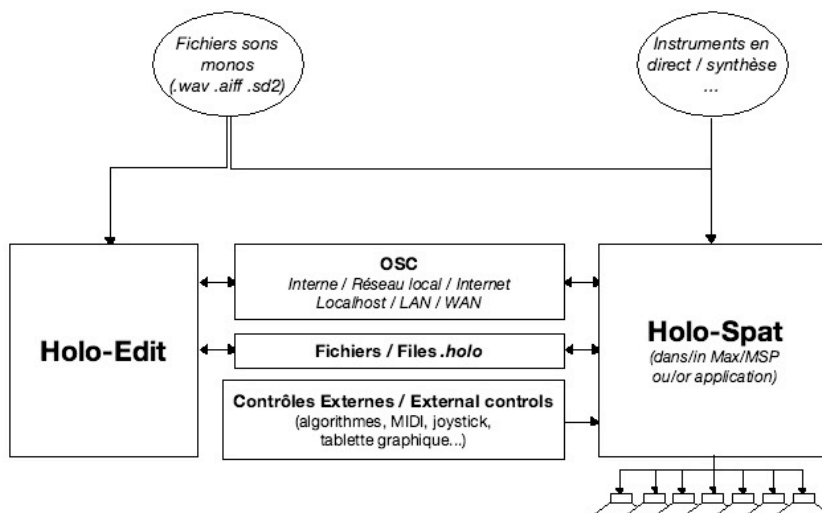 Fichiers sons
monos
(.wav .aiff .sd2)
Instruments en
direct / synthèse
...
Holo-Edit
OSC
Interne / Réseau local / Internet
Localhost / LAN / WAN
Fichiers / Files .holo
Contrôles Externes / External controls
(algorithmes, MIDI, joystick,
tablette graphique...)
Holo-Spat
(dans/in Max/MSP
ou/or application)